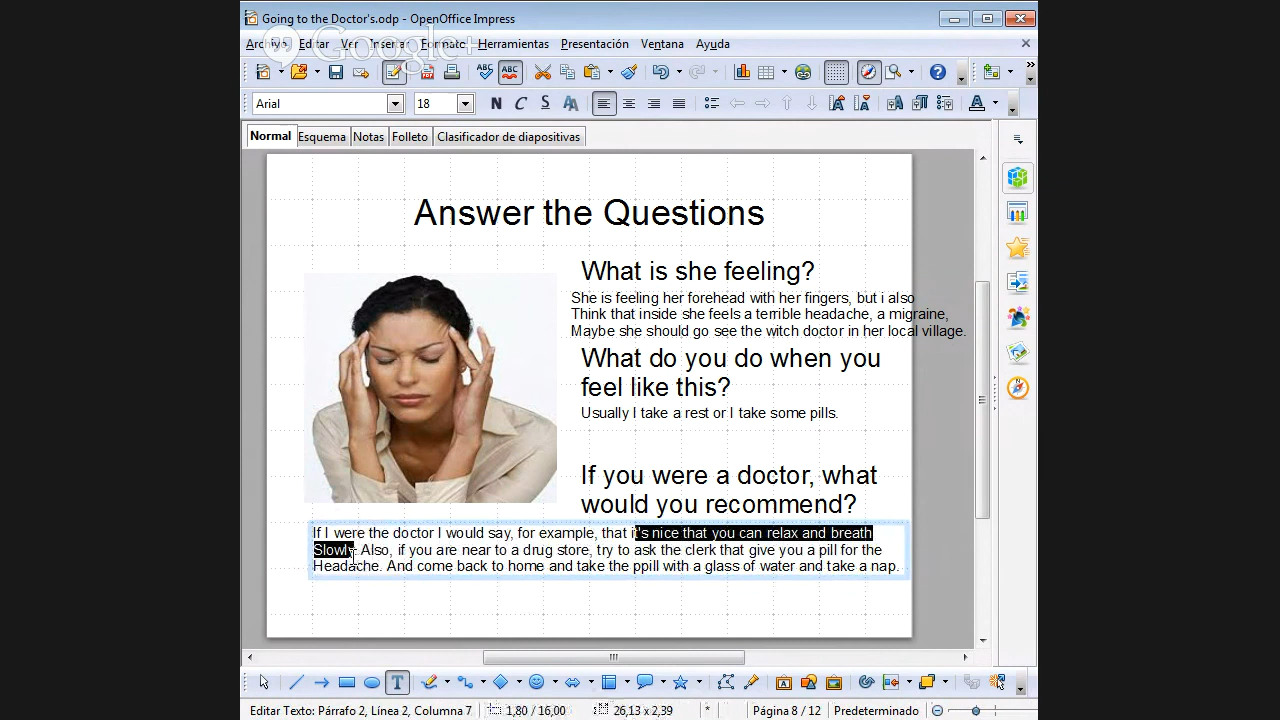 Going to the Doctor's.odp - OpenOffice Impress
Archivo Editar Ver Insertar Formato Herramientas Presentación Ventana Ayuda
Google+
Arial 18
Normal Esquema Notas Folleto Clasificador de diapositivas
Answer the Questions
What is she feeling?
She is feeling her forehead with her fingers, but i also
Think that inside she feels a terrible headache, a migraine,
Maybe she should go see the witch doctor in her local village.
What do you do when you
feel like this?
Usually I take a rest or I take some pills.
If you were a doctor, what
would you recommend?
If I were the doctor I would say, for example, that it's nice that you can relax and breath
Slowly. Also, if you are near to a drug store, try to ask the clerk that give you a pill for the
Headache. And come back to home and take the ppill with a glass of water and take a nap.
Editar Texto: Párrafo 2, Línea 2, Columna 7 1,80 / 16,00 26,13 x 2,39 * Página 8 / 12 Predeterminado